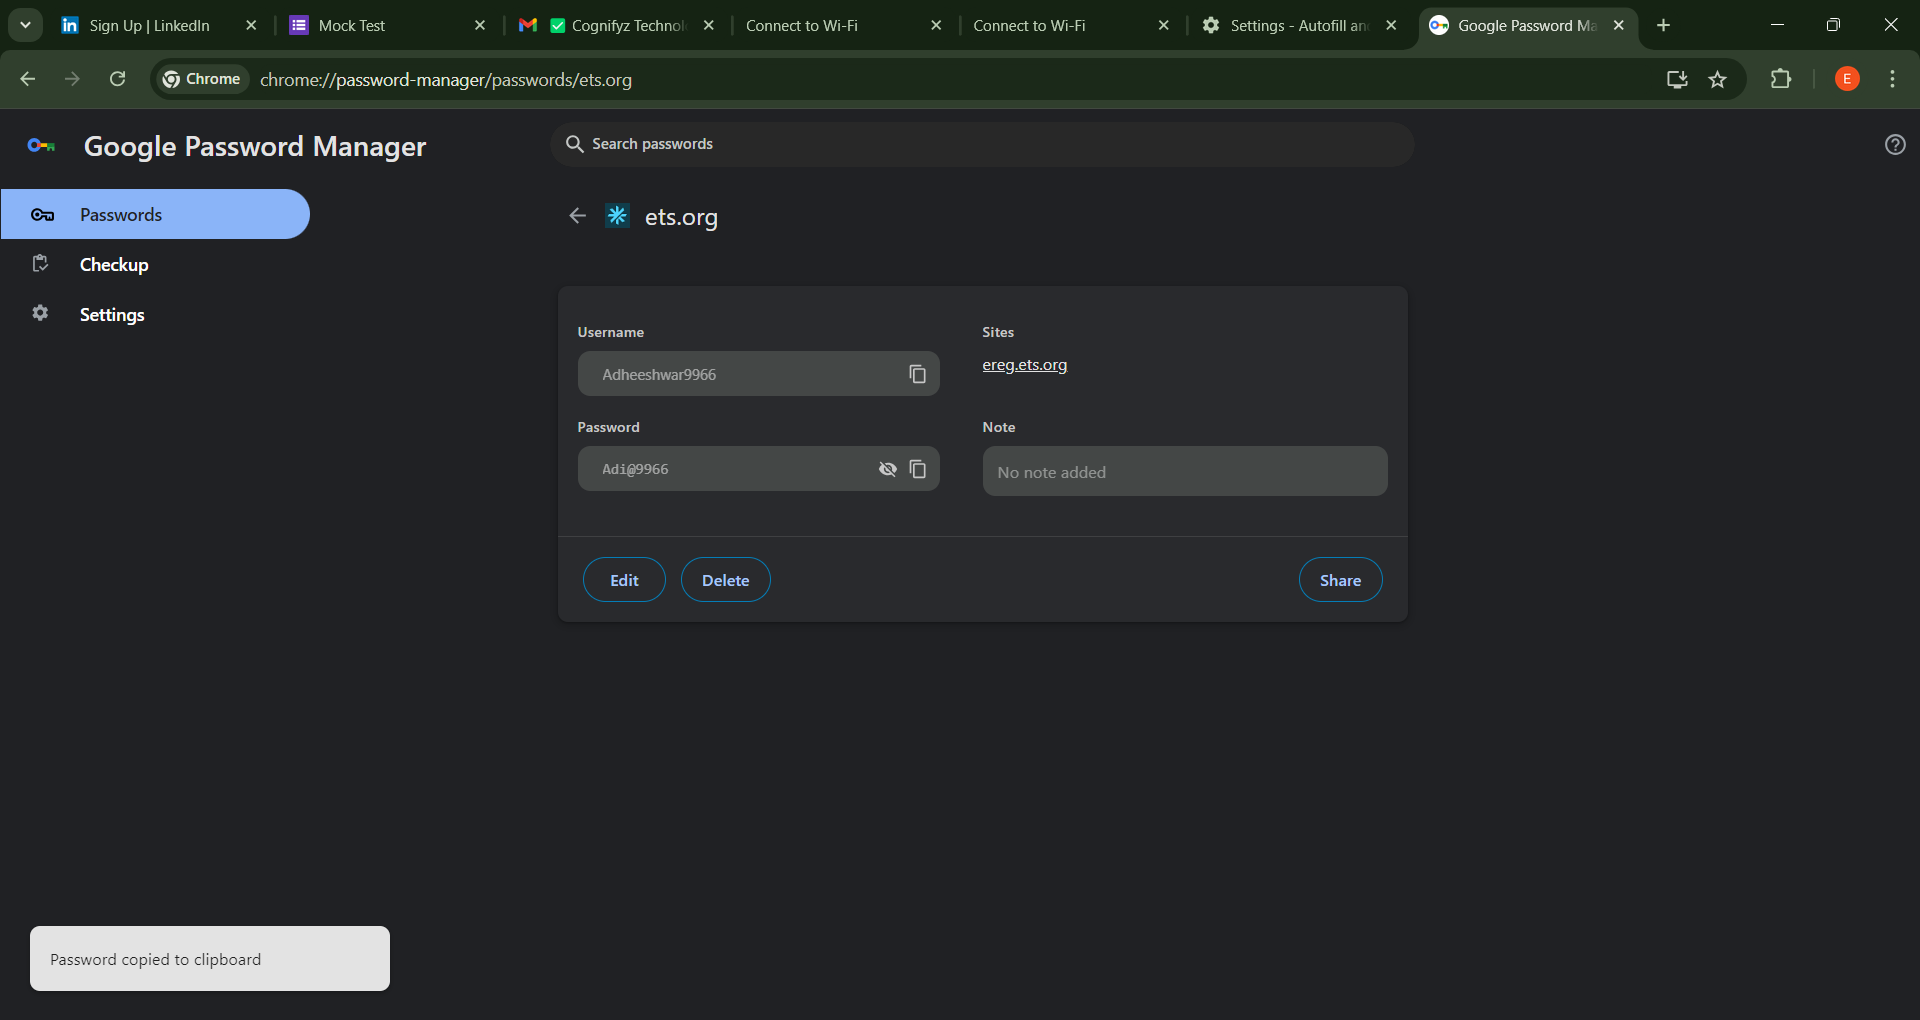 Sign Up | LinkedIn
Mock Test
Cognifyz Technol
Connect to Wi-Fi
Connect to Wi-Fi
Settings - Autofill an
Google Password Ma
Chrome
chrome://password-manager/passwords/ets.org
E
Google Password Manager
Search passwords
Passwords
Checkup
Settings
ets.org
Username
Adheeshwar9966
Sites
ereg.ets.org
Password
Adi@9966
Note
No note added
Edit
Delete
Share
Password copied to clipboard